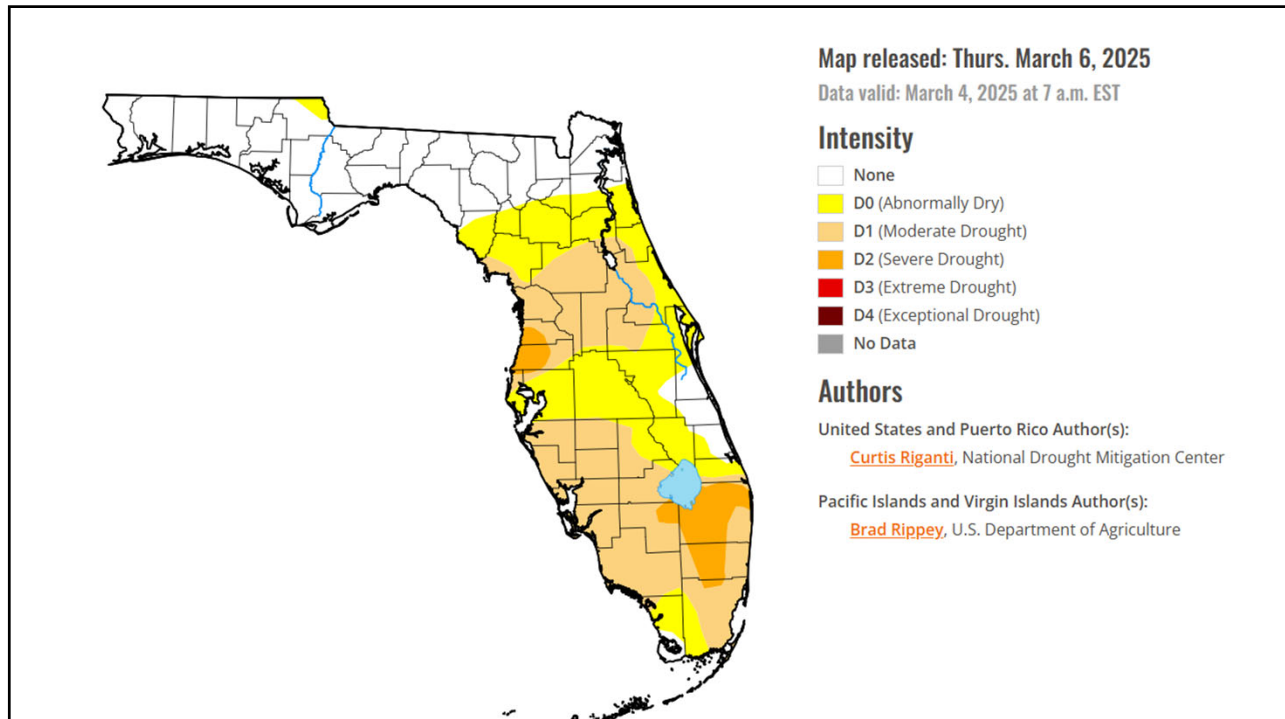 Map released: Thurs. March 6, 2025
Data valid: March 4, 2025 at 7 a.m. EST
Intensity
None
D0 (Abnormally Dry)
D1 (Moderate Drought)
D2 (Severe Drought)
D3 (Extreme Drought)
D4 (Exceptional Drought)
No Data
Authors
United States and Puerto Rico Author(s):
Curtis Riganti, National Drought Mitigation Center
Pacific Islands and Virgin Islands Author(s):
Brad Rippey, U.S. Department of Agriculture